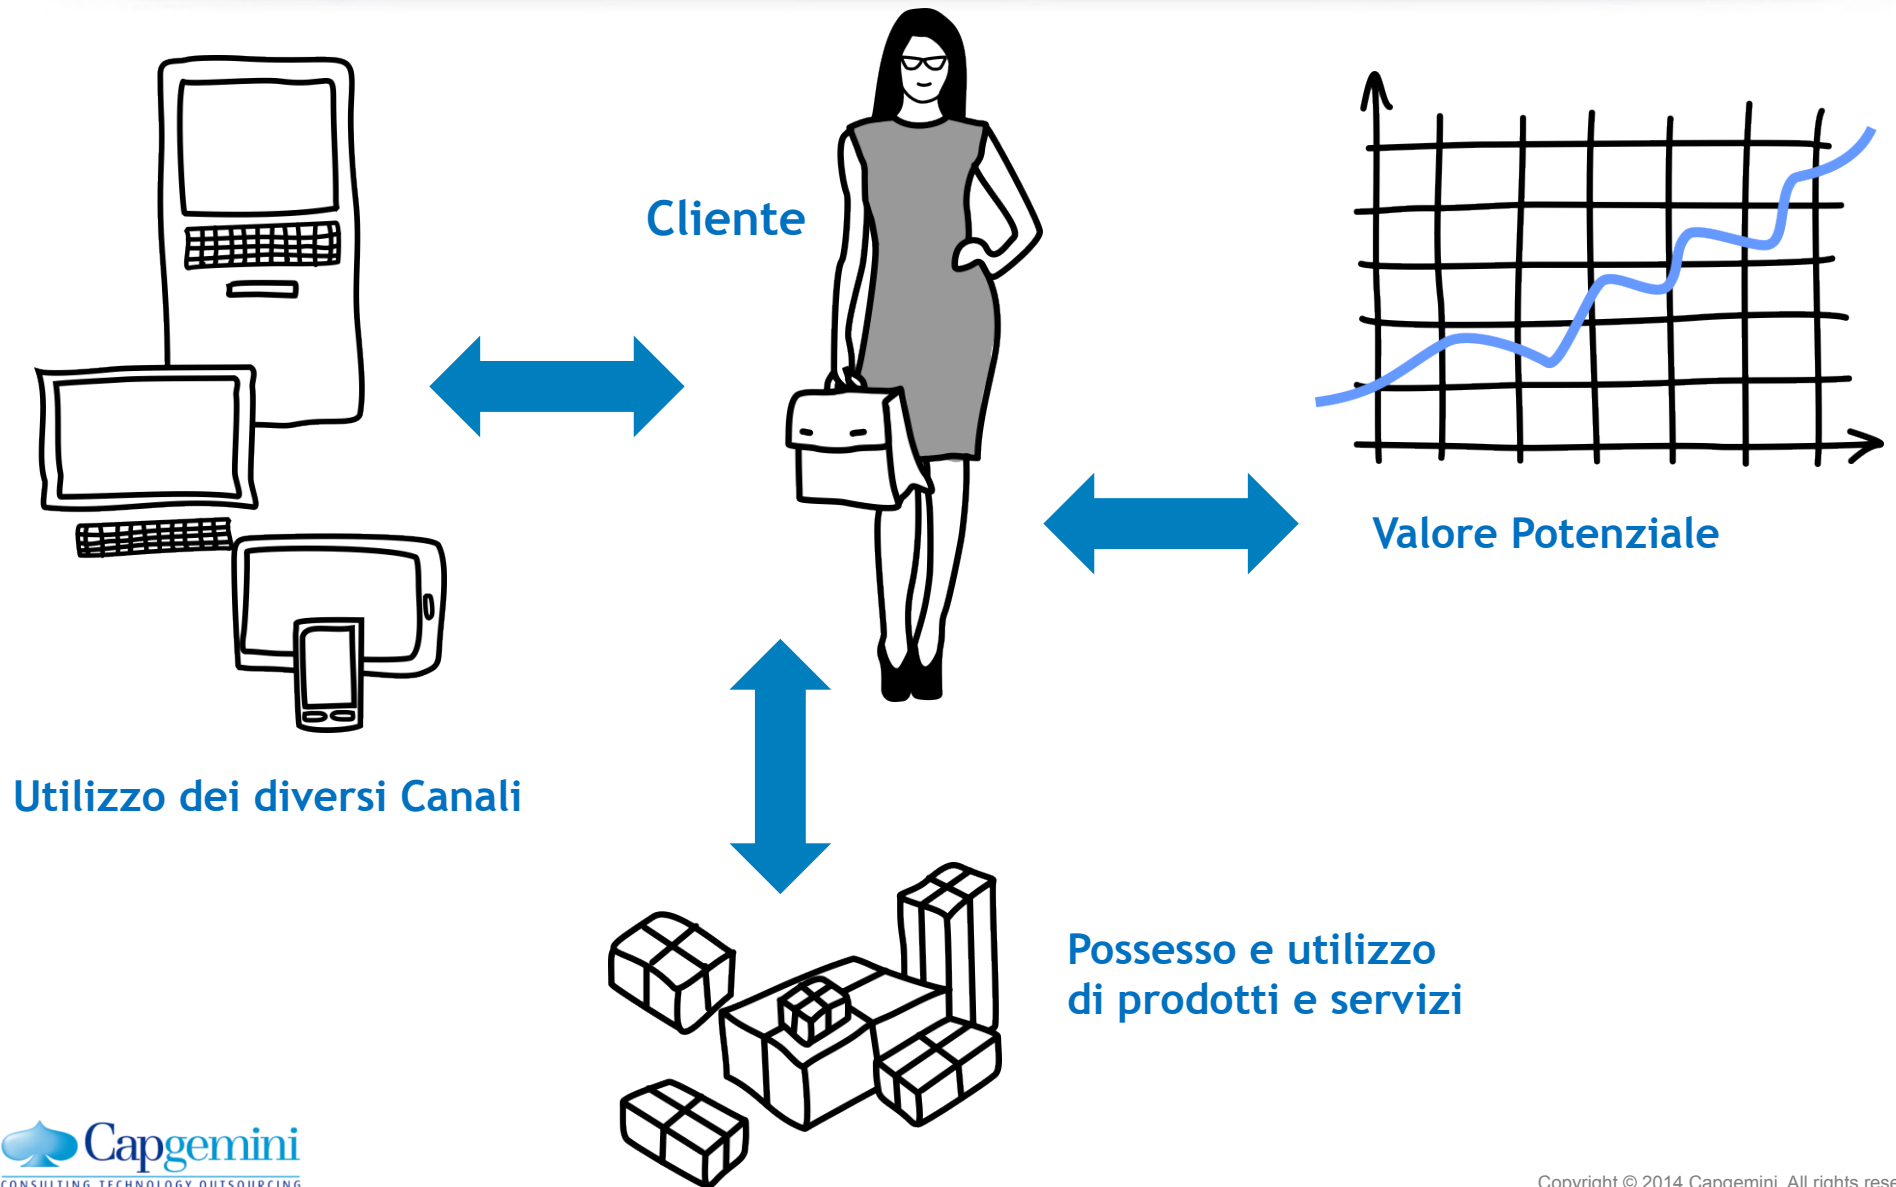 Cliente
Valore Potenziale
Utilizzo dei diversi Canali
Possesso e utilizzo
di prodotti e servizi
Capgemini
CONSULTING TECHNOLOGY OUTSOURCING
Copyright © 2014 Capgemini. All rights rese